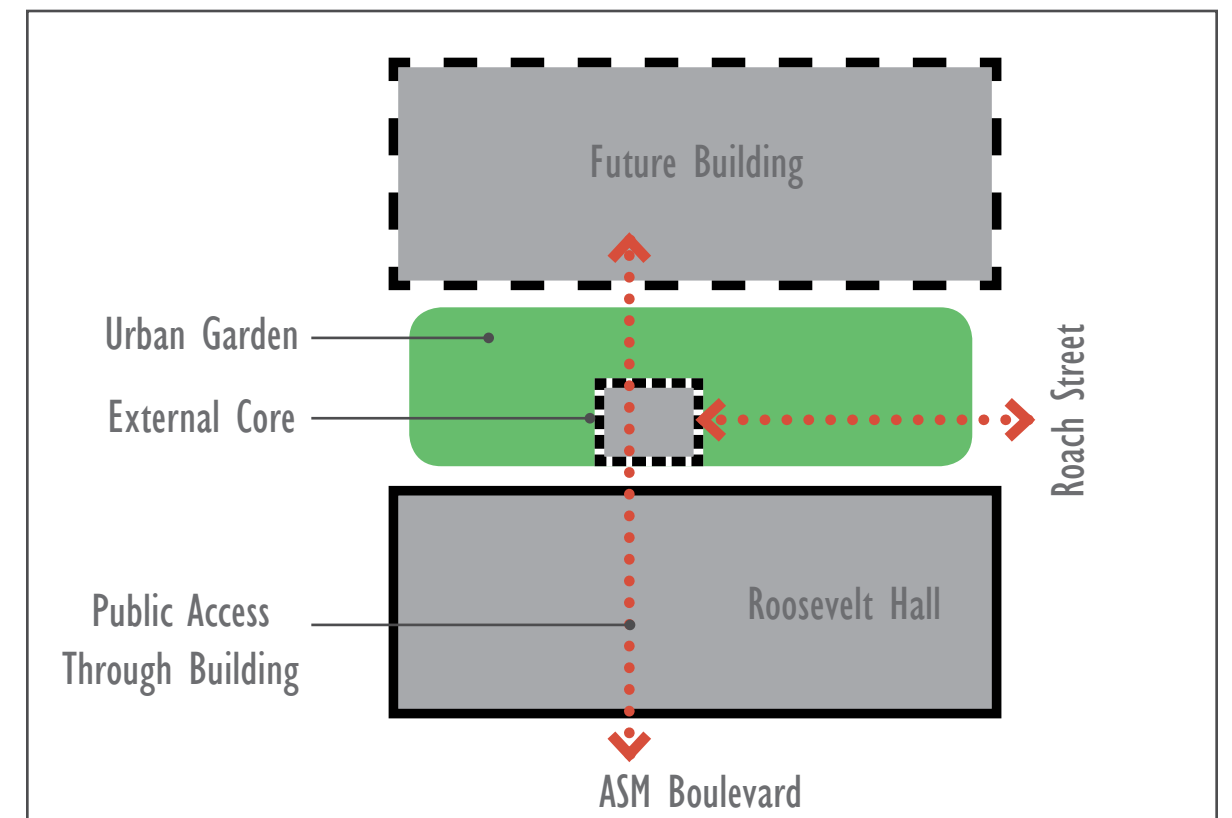 Future Building
Urban Garden
External Core
Roach Street
Public Access
Through Building
Roosevelt Hall
ASM Boulevard